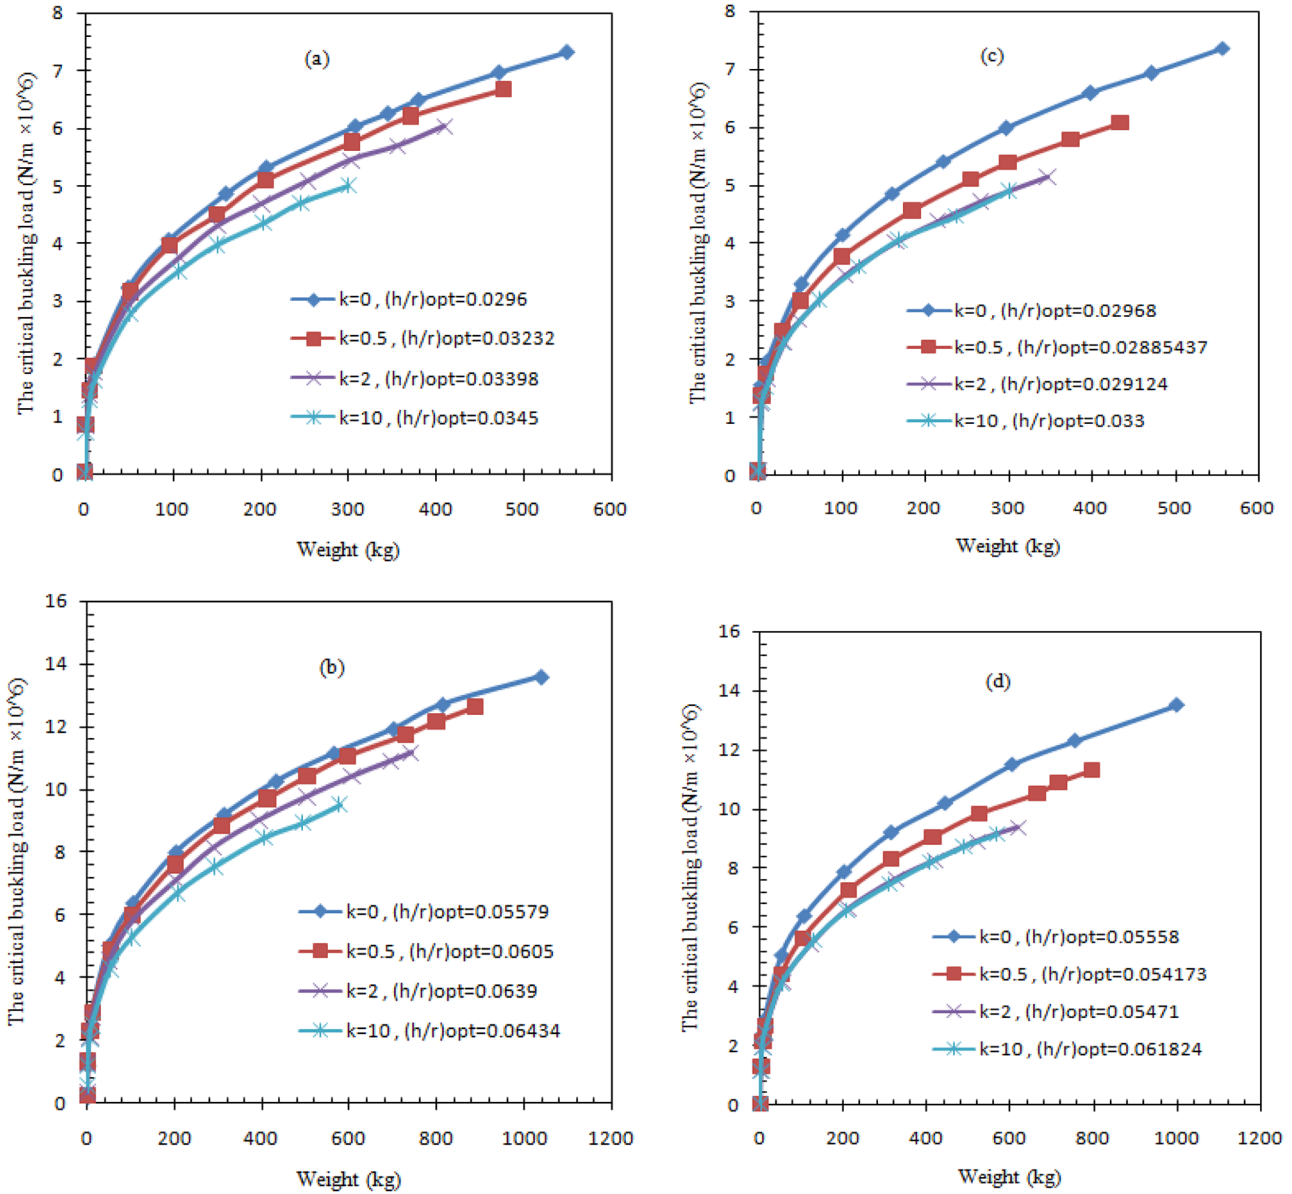 The critical buckling load (N/m ×10^6)
8
7
6
5
4
3
2
1
0
(a)
k=0 , (h/r)opt=0.0296
k=0.5 , (h/r)opt=0.03232
k=2 , (h/r)opt=0.03398
k=10 , (h/r)opt=0.0345
0 100 200 300 400 500 600
Weight (kg)
The critical buckling load (N/m ×10^6)
8
7
6
5
4
3
2
1
0
(c)
k=0 , (h/r)opt=0.02968
k=0.5 , (h/r)opt=0.02885437
k=2 , (h/r)opt=0.029124
k=10 , (h/r)opt=0.033
0 100 200 300 400 500 600
Weight (kg)
The critical buckling load (N/m ×10^6)
16
14
12
10
8
6
4
2
0
(b)
k=0 , (h/r)opt=0.05579
k=0.5 , (h/r)opt=0.0605
k=2 , (h/r)opt=0.0639
k=10 , (h/r)opt=0.06434
0 200 400 600 800 1000 1200
Weight (kg)
The critical buckling load (N/m ×10^6)
16
14
12
10
8
6
4
2
0
(d)
k=0 , (h/r)opt=0.05558
k=0.5 , (h/r)opt=0.054173
k=2 , (h/r)opt=0.05471
k=10 , (h/r)opt=0.061824
0 200 400 600 800 1000 1200
Weight (kg)